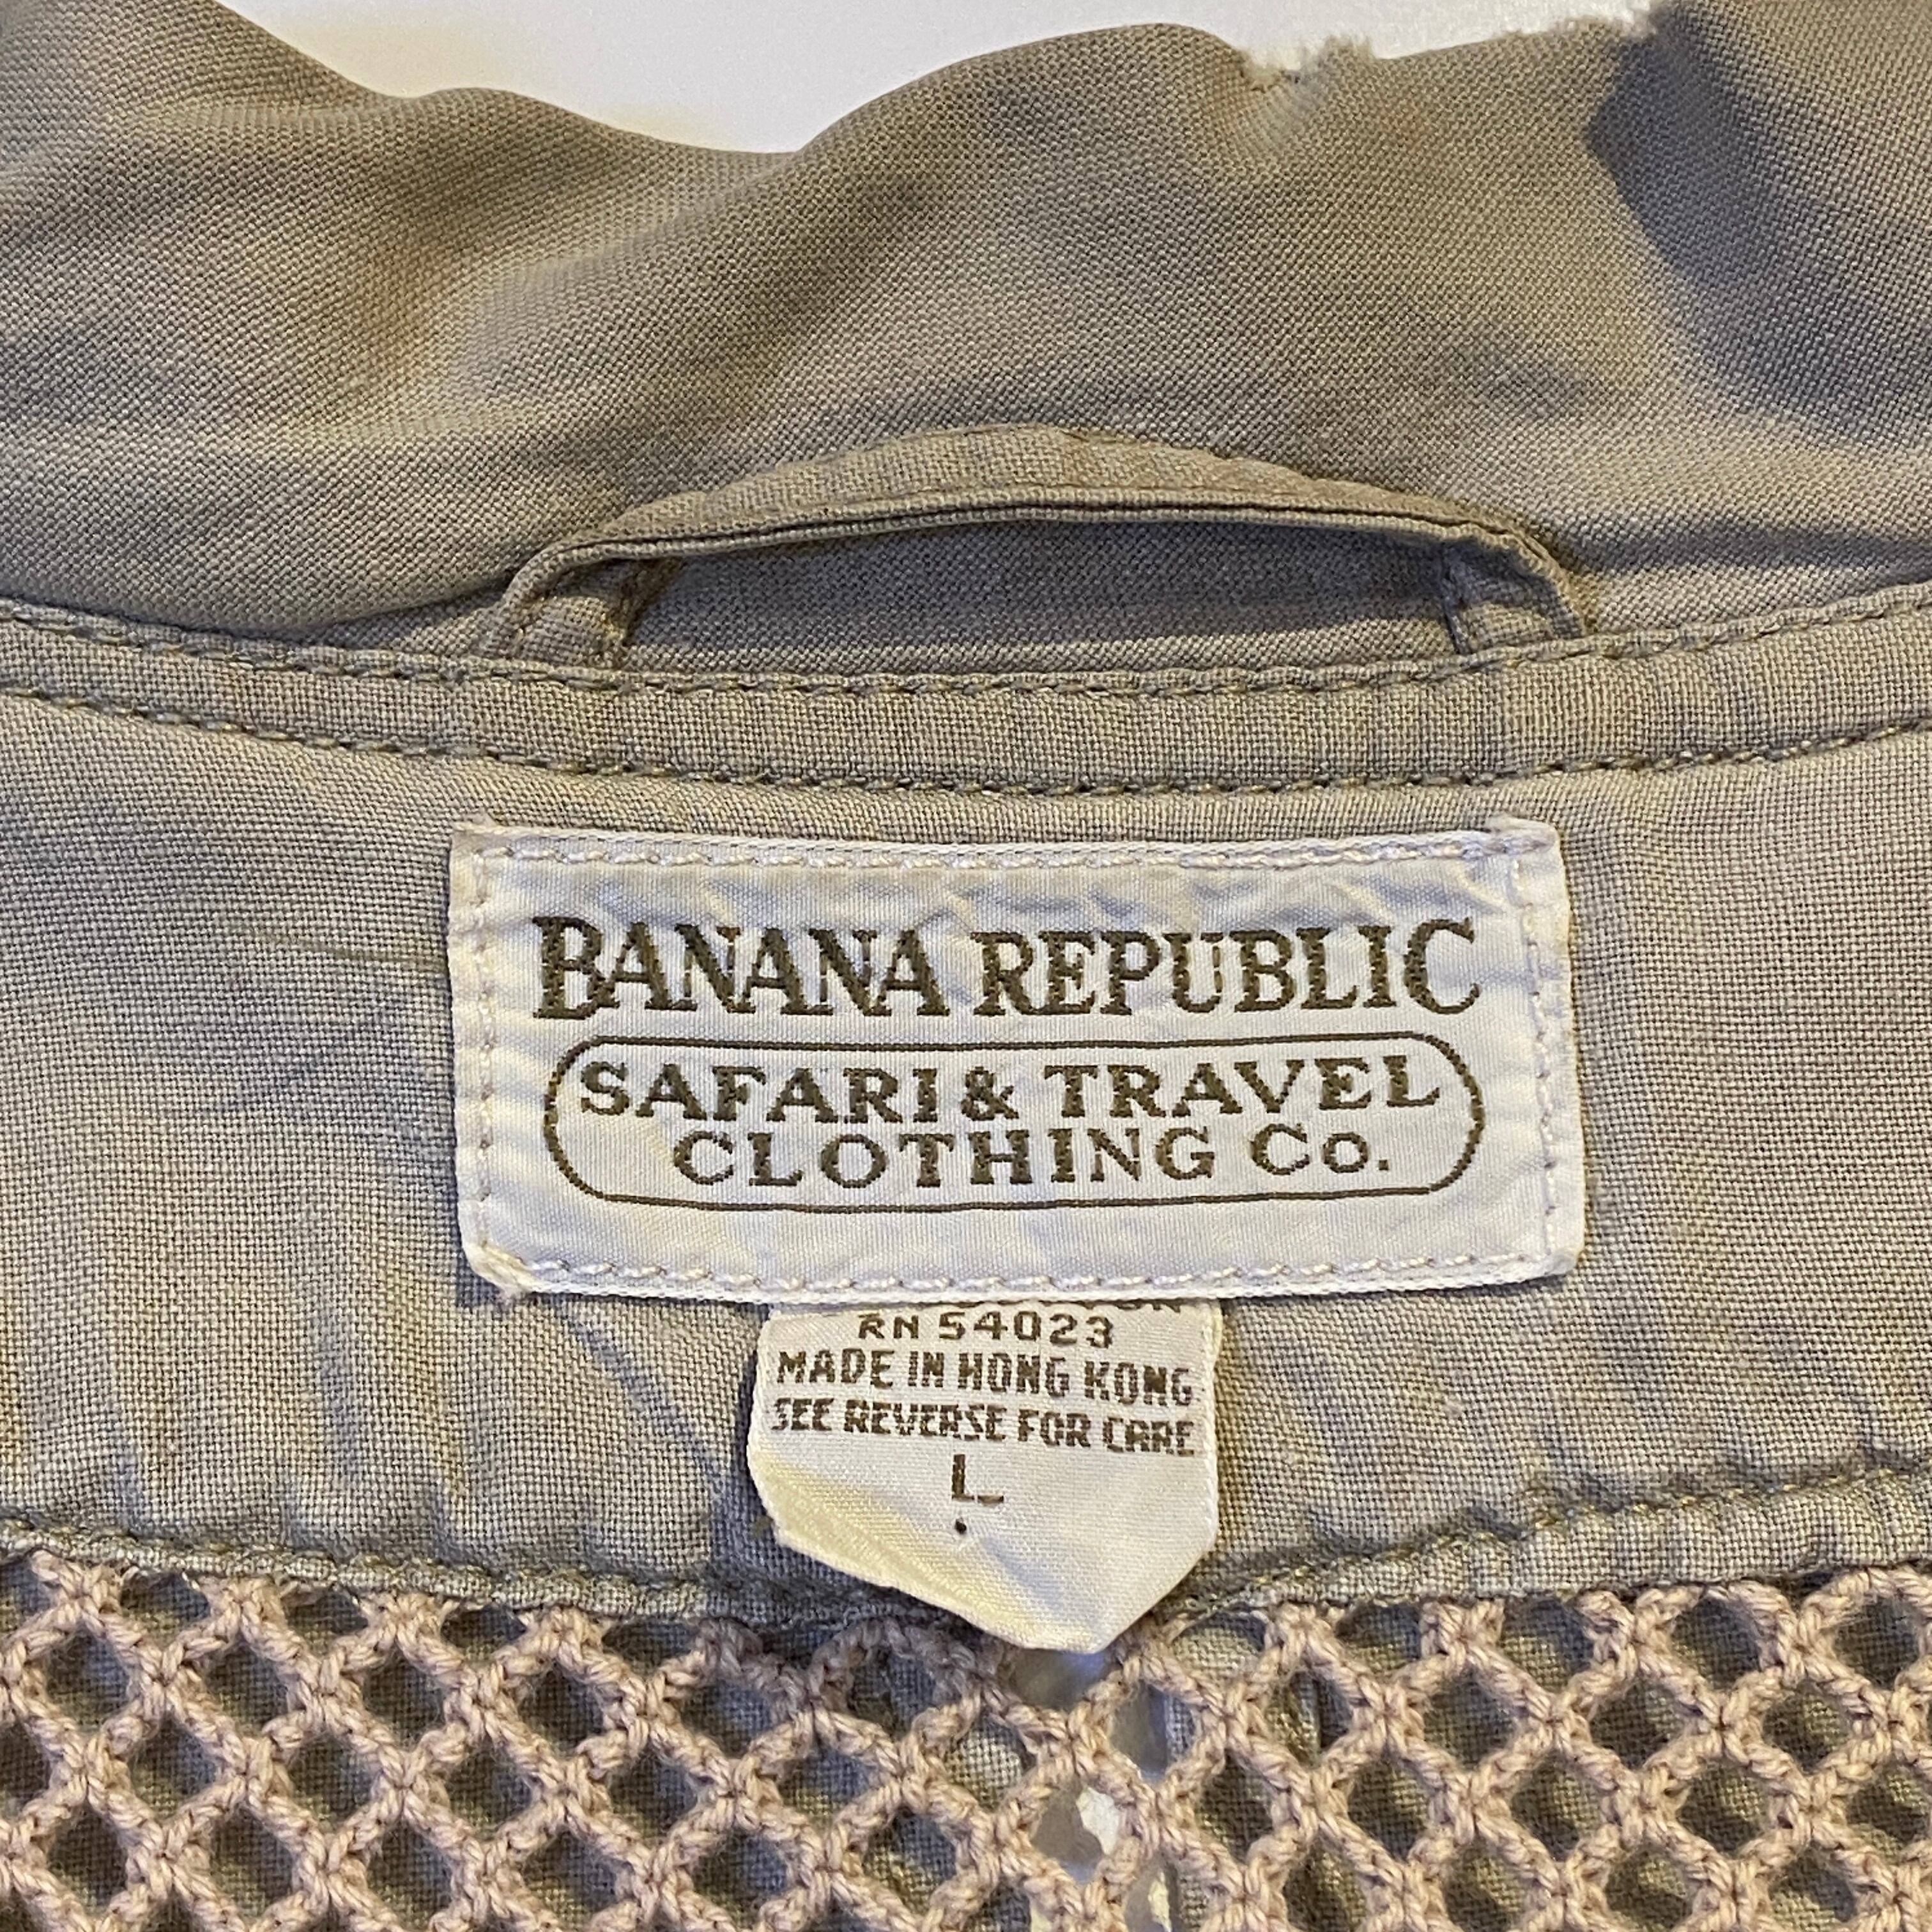 BANANA REPUBLIC
SAFARI & TRAVEL
CLOTHING CO.
RN 54023
MADE IN HONG KONG
SEE REVERSE FOR CARE
L